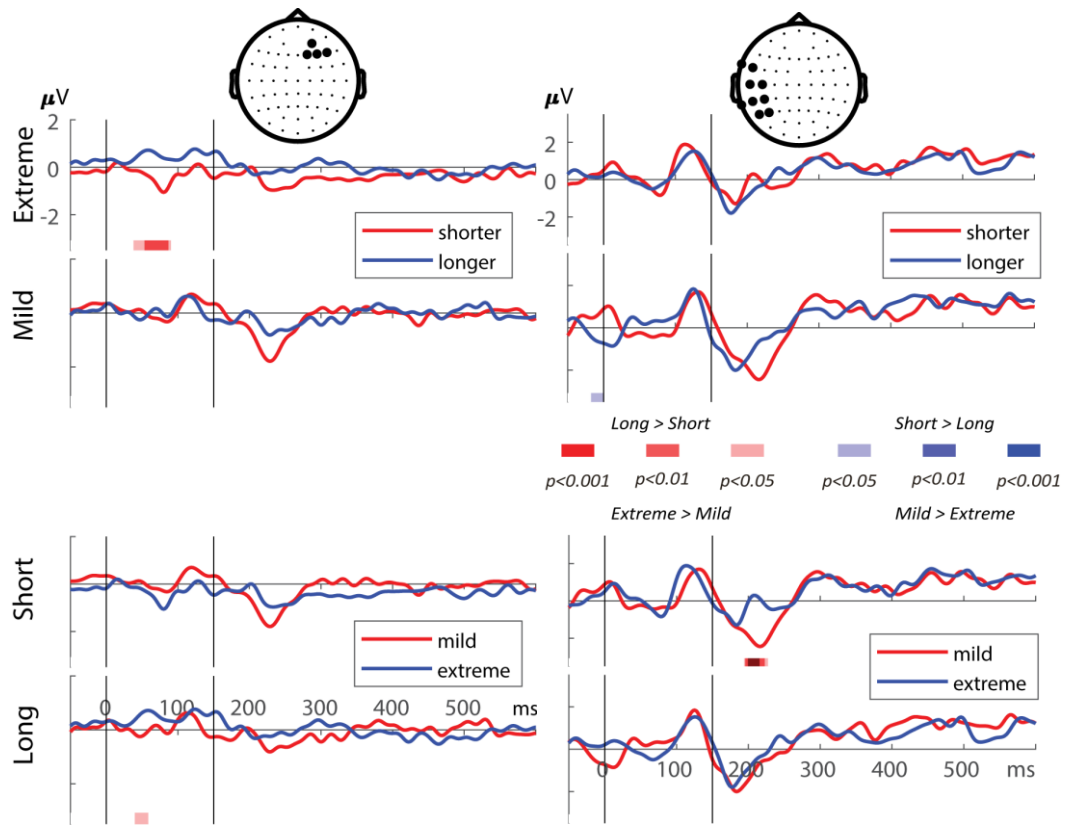 μV
Extreme
2
0
-2
shorter
longer
Mild
μV
2
0
-2
shorter
longer
Long > Short
Short > Long
p<0.001
p<0.01
p<0.05
p<0.05
p<0.01
p<0.001
Extreme > Mild
Mild > Extreme
Short
mild
extreme
Long
0 100 200 300 400 500 ms
mild
extreme
0 100 200 300 400 500 ms